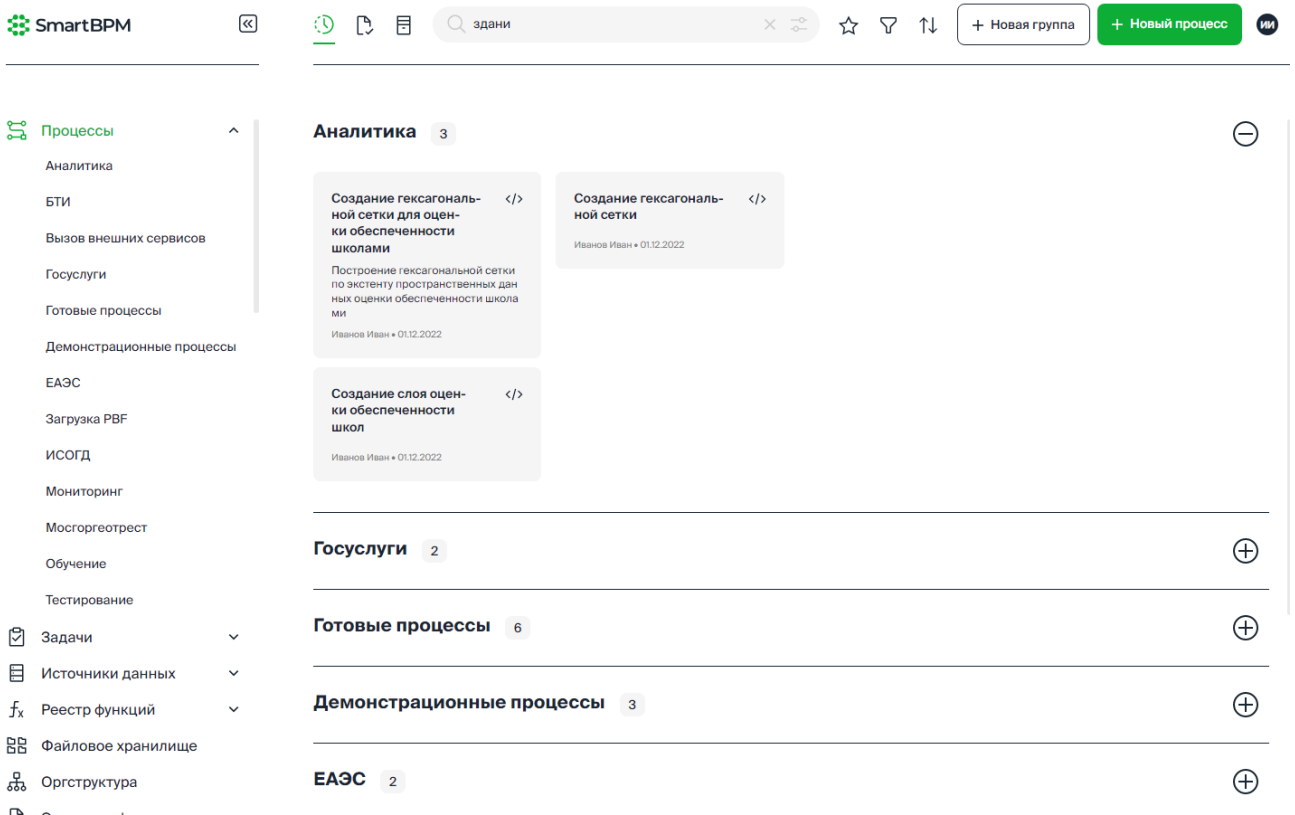 SmartBPM
здани
+ Новая группа
+ Новый процесс
ИИ
Процессы
Аналитика
БТИ
Вызов внешних сервисов
Госуслуги
Готовые процессы
Демонстрационные процессы
ЕАЭС
Загрузка PBF
ИСОГД
Мониторинг
Мосгоргеотрест
Обучение
Тестирование
Задачи
Источники данных
Реестр функций
Файловое хранилище
Оргструктура
Аналитика 3
Создание гексагональ-
ной сетки для оцен-
ки обеспеченности
школами
Построение гексагональной сетки
по экстенту пространственных дан
ных оценки обеспеченности школа
ми
Иванов Иван • 01.12.2022
Создание гексагональ-
ной сетки
Иванов Иван • 01.12.2022
Создание слоя оцен-
ки обеспеченности
школ
Иванов Иван • 01.12.2022
Госуслуги 2
Готовые процессы 6
Демонстрационные процессы 3
ЕАЭС 2